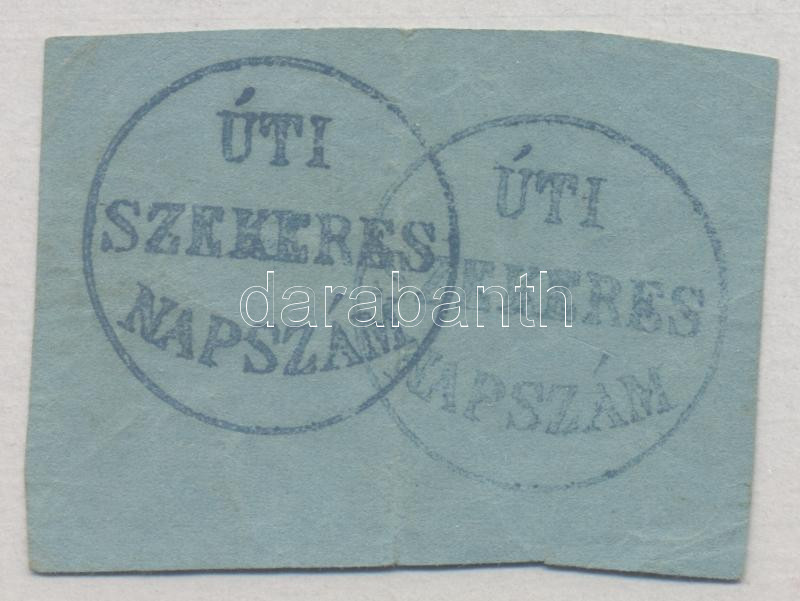 ÚTI
SZEKERES
NAPSZÁM
ÚTI
SZEKERES
NAPSZÁM
darabanth